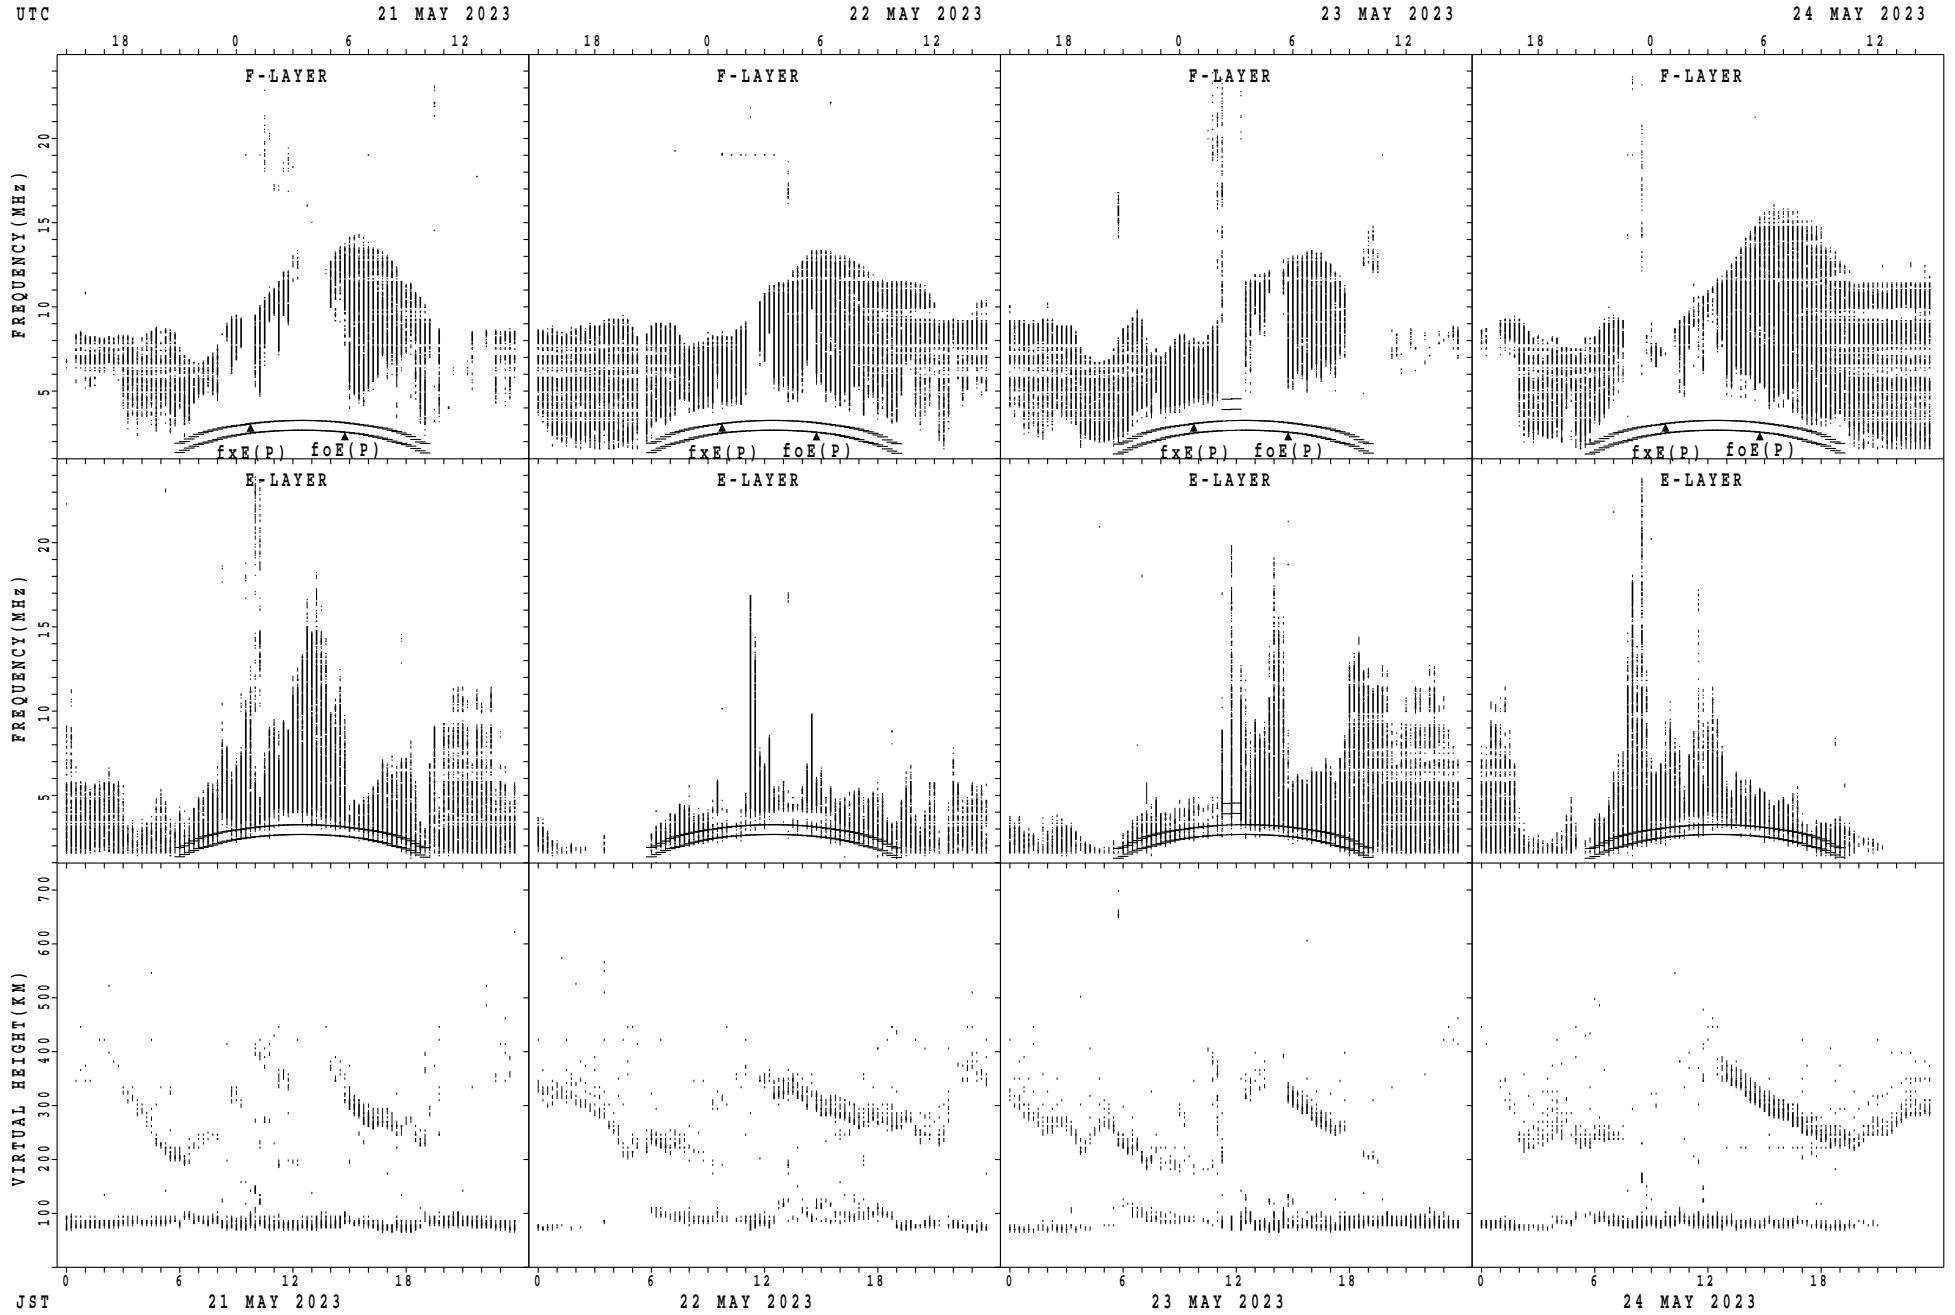 UTC 21 MAY 2023 22 MAY 2023 23 MAY 2023 24 MAY 2023
18 0 6 12 18 0 6 12 18 0 6 12 18 0 6 12
F-LAYER F-LAYER F-LAYER F-LAYER
FREQUENCY(MHz)
20
15
10
5
fxE(P) foE(P) fxE(P) foE(P) fxE(P) foE(P) fxE(P) foE(P)
E-LAYER E-LAYER E-LAYER E-LAYER
FREQUENCY(MHz)
20
15
10
5
VIRTUAL HEIGHT(KM)
700
600
500
400
300
200
100
0 6 12 18 0 6 12 18 0 6 12 18 0 6 12 18
JST 21 MAY 2023 22 MAY 2023 23 MAY 2023 24 MAY 2023